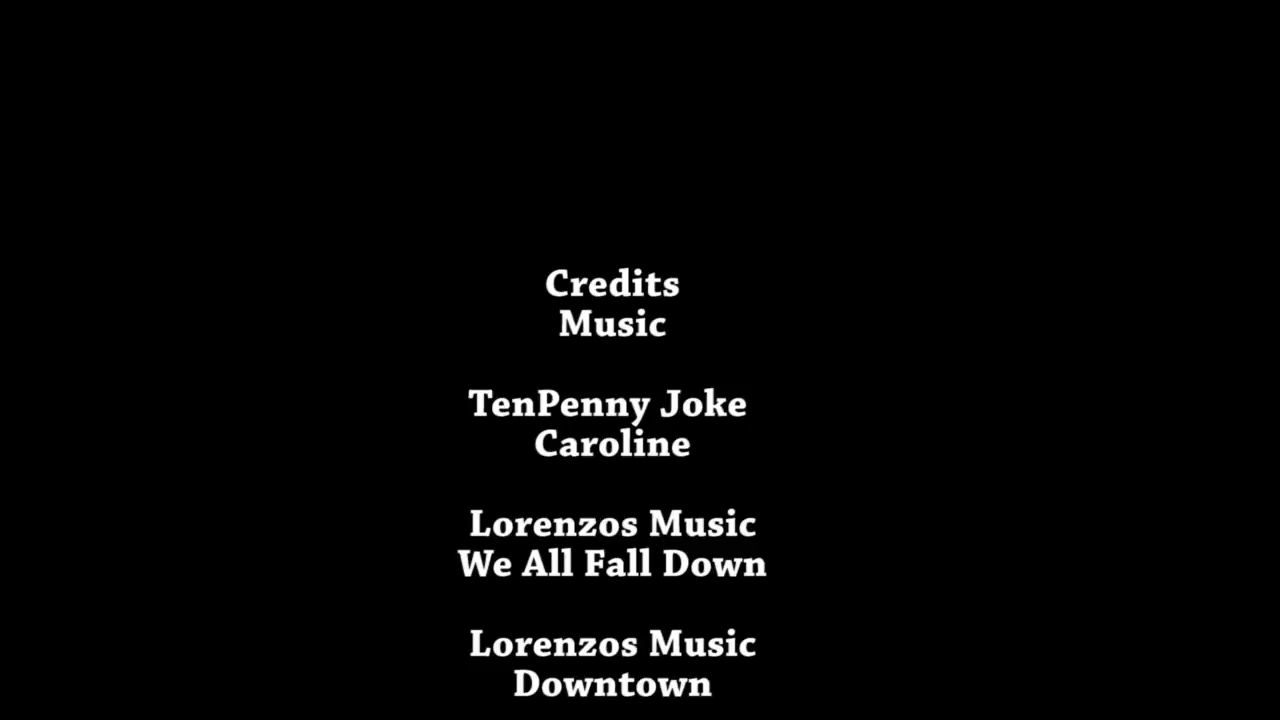 Credits
Music
TenPenny Joke
Caroline
Lorenzos Music
We All Fall Down
Lorenzos Music
Downtown